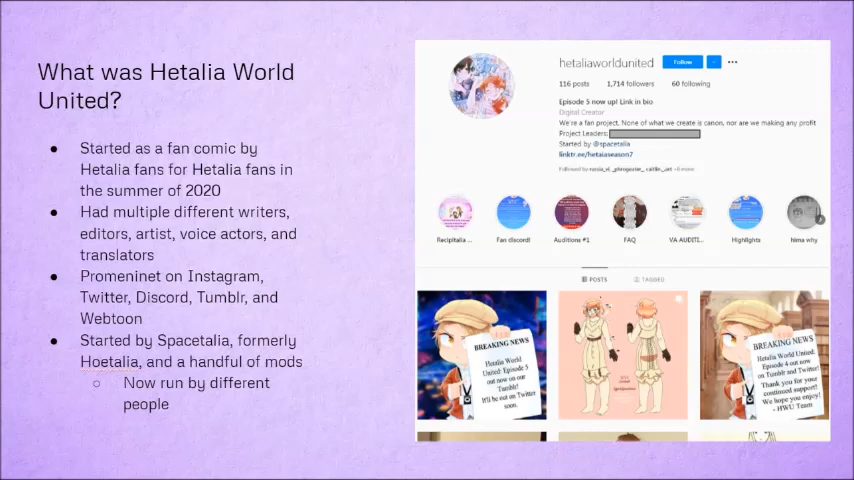 What was Hetalia World
United?
● Started as a fan comic by
Hetalia fans for Hetalia fans in
the summer of 2020
● Had multiple different writers,
editors, artist, voice actors, and
translators
● Promeninet on Instagram,
Twitter, Discord, Tumblr, and
Webtoon
● Started by Spacetalia, formerly
Hoetalia, and a handful of mods
○ Now run by different
people
hetaliaworldunited Follow
116 posts 1,714 followers 60 following
Episode 5 now up! Link in bio
Digital Creator
We're a fan project, None of what we create is canon, nor are we making any profit
Project Leaders:
Started by @spacetalia
linktr.ee/hetaiaseason7
Followed by
Recipitalia ... Fan discord! Auditions #1 FAQ VA AUDITI... Highlights hima why
POSTS TAGGED
BREAKING NEWS
Hetalia World
United: Episode 5
out now on our
Tumblr!
It'll be out on Twitter
soon.
BREAKING NEWS
Hetalia World United:
Episode 4 out now
on Tumblr and Twitter!
Thank you for your
continued support!
We hope you enjoy!
- HWU Team